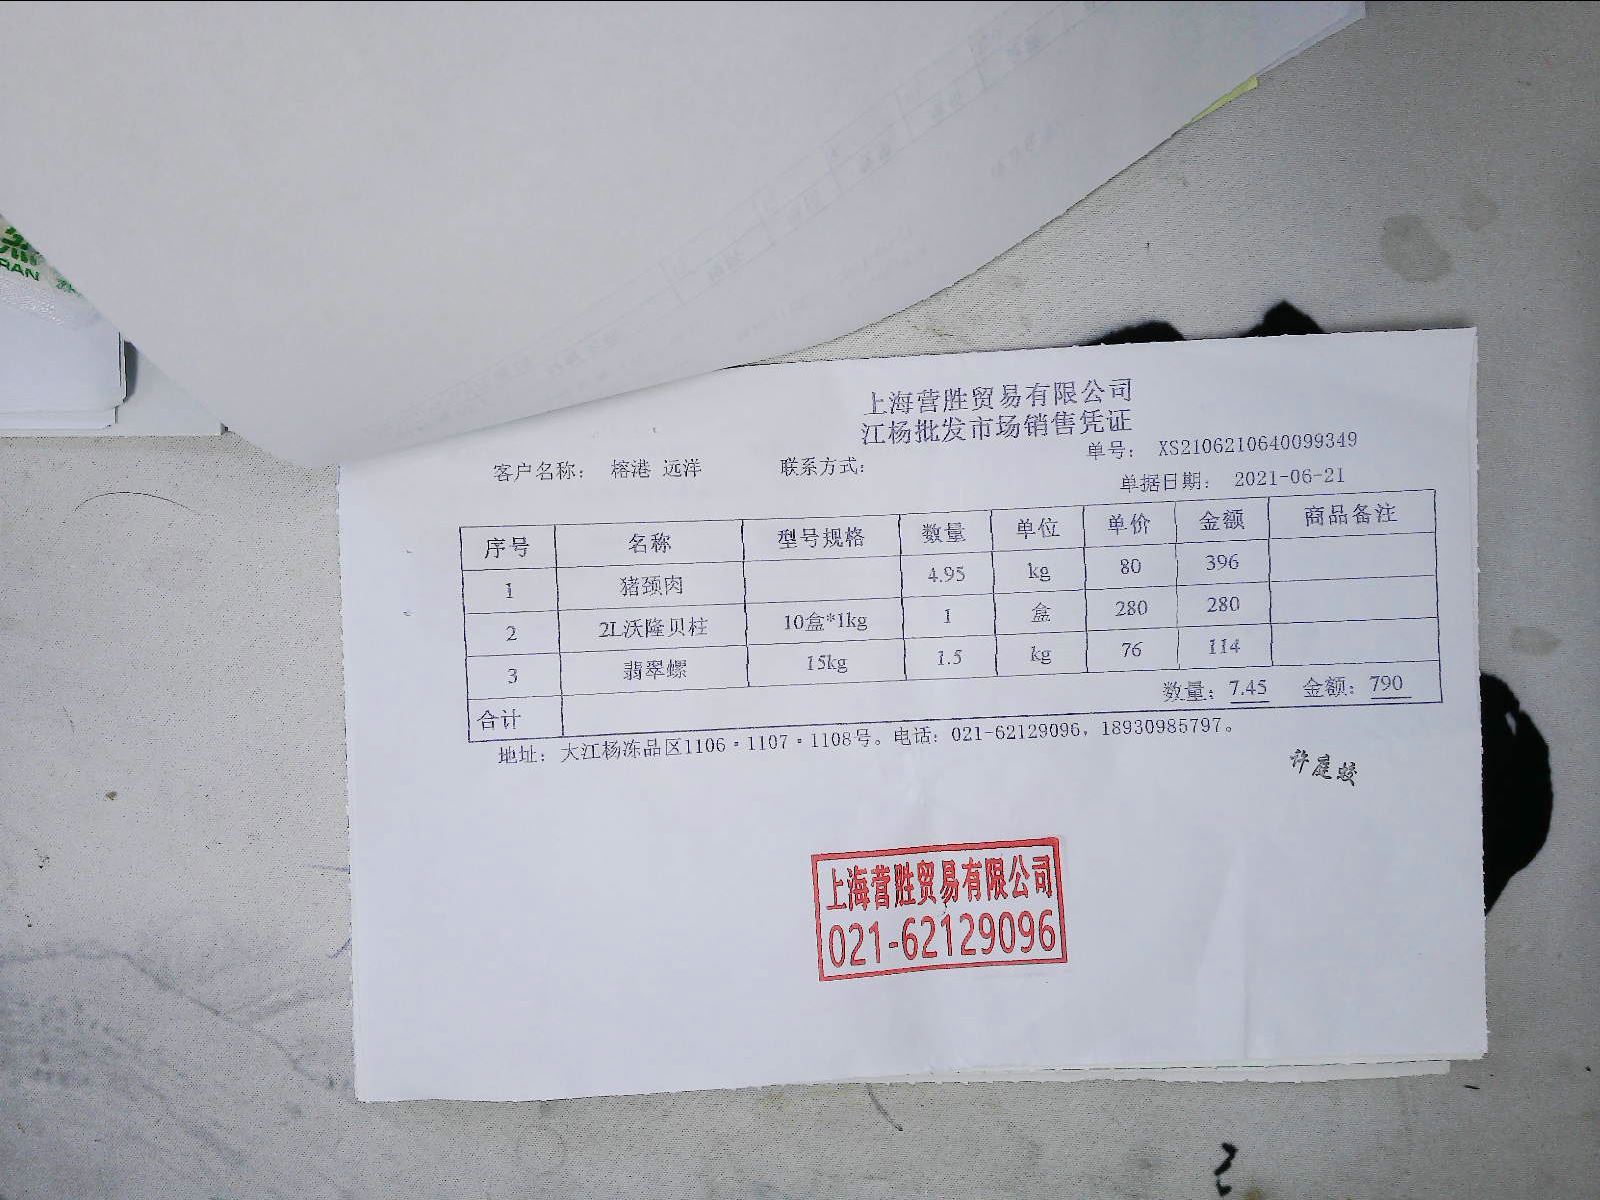 上海营胜贸易有限公司
江杨批发市场销售凭证
单号： XS2106210640099349
客户名称： 榕港 远洋 联系方式：
单据日期： 2021-06-21
序号 名称 型号规格 数量 单位 单价 金额 商品备注
1 猪颈肉 4.95 kg 80 396
2 2L沃隆贝柱 10盒*1kg 1 盒 280 280
3 翡翠螺 15kg 1.5 kg 76 114
合计 数量：7.45 金额：790
地址：大江杨冻品区1106·1107·1108号。电话：021-62129096，18930985797。
许庭蛟
上海营胜贸易有限公司
021-62129096
RAN